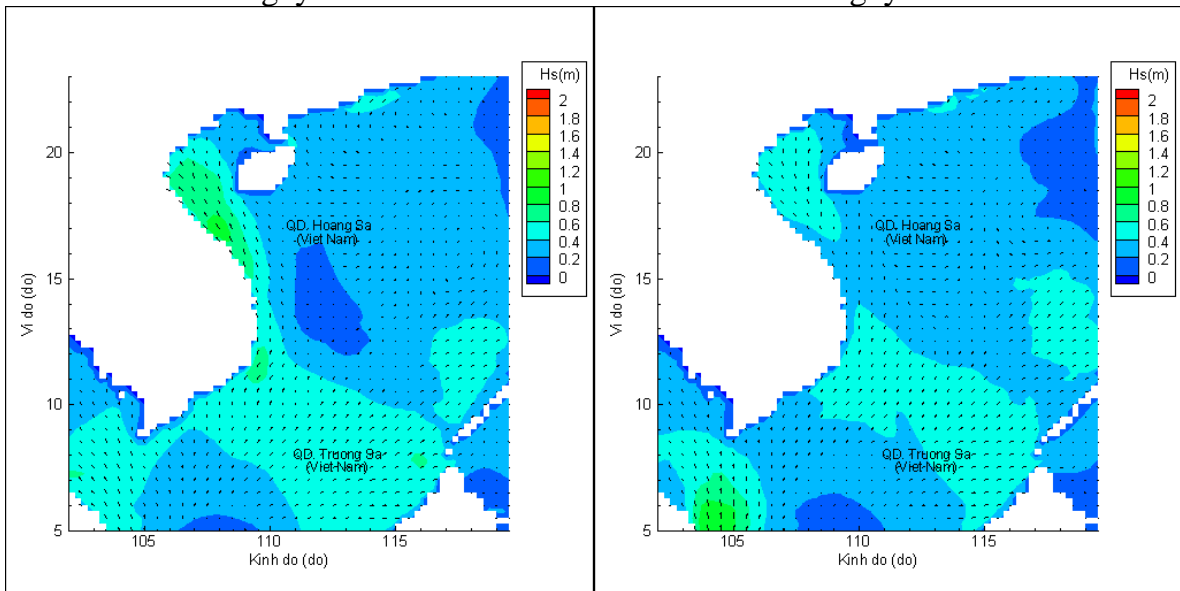 Hs(m)
2
1.8
1.6
1.4
1.2
1
0.8
0.6
0.4
0.2
0
20
15
10
5
Vi do (do)
QD. Hoang Sa
(Viet Nam)
QD. Truong Sa
(Viet Nam)
105 110 115
Kinh do (do)
Hs(m)
2
1.8
1.6
1.4
1.2
1
0.8
0.6
0.4
0.2
0
20
15
10
5
Vi do (do)
QD. Hoang Sa
(Viet Nam)
QD. Truong Sa
(Viet Nam)
105 110 115
Kinh do (do)